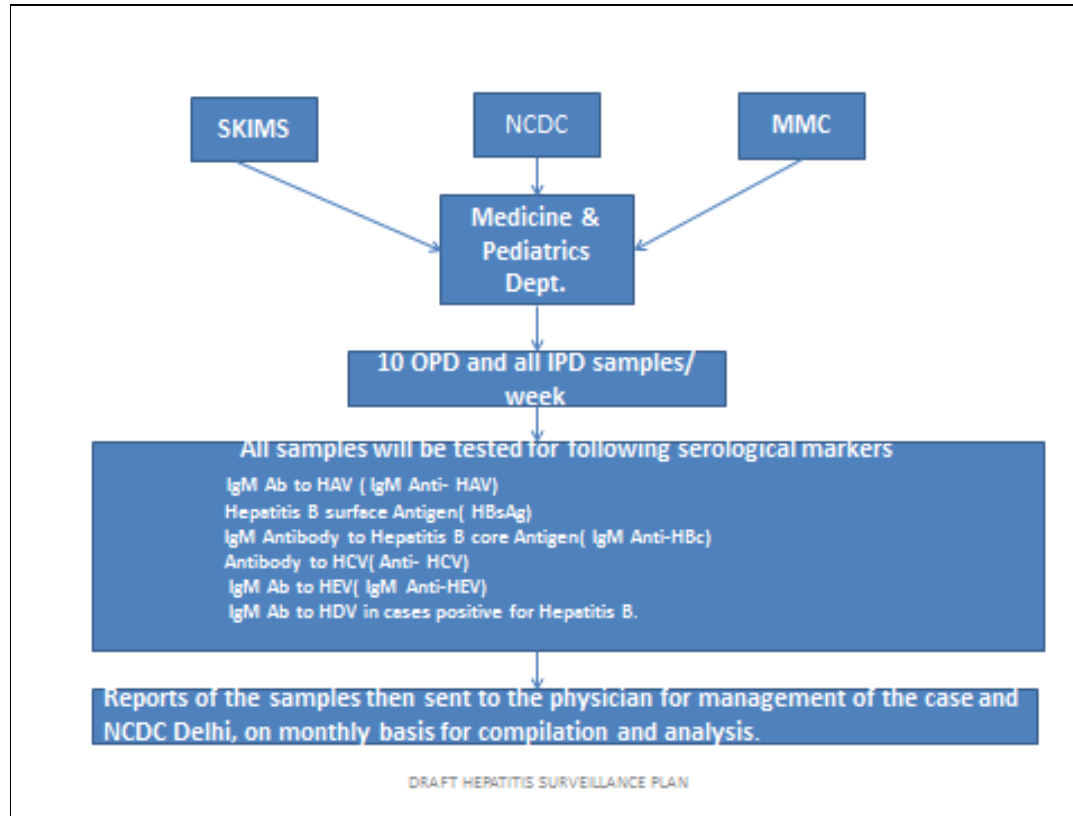 SKIMS
NCDC
MMC
Medicine &
Pediatrics
Dept.
10 OPD and all IPD samples/
week
All samples will be tested for following serological markers
IgM Ab to HAV ( IgM Anti- HAV)
Hepatitis B surface Antigen( HBsAg)
IgM Antibody to Hepatitis B core Antigen( IgM Anti-HBc)
Antibody to HCV( Anti- HCV)
IgM Ab to HEV( IgM Anti-HEV)
IgM Ab to HDV in cases positive for Hepatitis B.
Reports of the samples then sent to the physician for management of the case and
NCDC Delhi, on monthly basis for compilation and analysis.
DRAFT HEPATITIS SURVEILLANCE PLAN